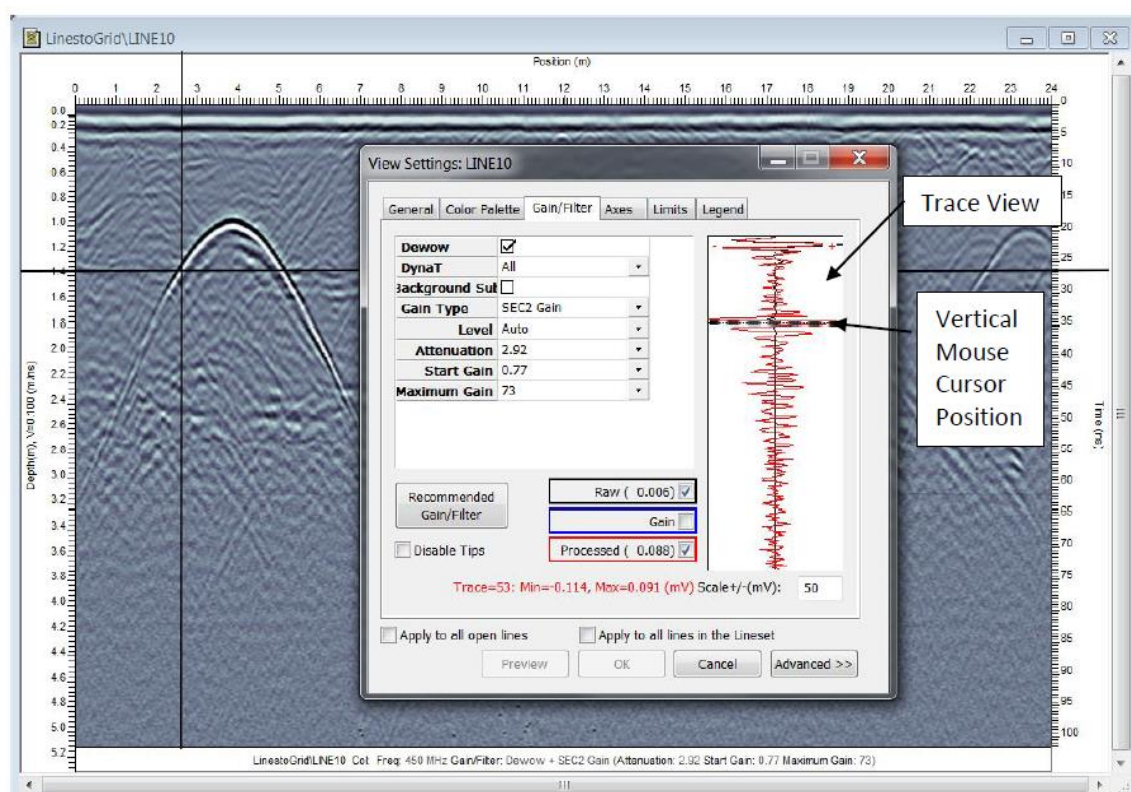 LinestoGrid\LINE10
Position (m)
0 1 2 3 4 5 6 7 8 9 10 11 12 13 14 15 16 17 18 19 20 21 22 23 24
0.0
0.2
0.4
0.6
0.8
1.0
1.2
1.4
1.6
1.8
2.0
2.2
2.4
2.6
2.8
3.0
3.2
3.4
3.6
3.8
4.0
4.2
4.4
4.6
4.8
5.0
5.2
Depth(m), V=0.100 (m/ns)
View Settings: LINE10
General Color Palette Gain/Filter Axes Limits Legend
Dewow
DynaT All
Background Sub
Gain Type SEC2 Gain
Level Auto
Attenuation 2.92
Start Gain 0.77
Maximum Gain 73
- +
Recommended
Gain/Filter
Raw ( 0.006)
Gain
Disable Tips
Processed ( 0.088)
Trace=53: Min=-0.114, Max=0.091 (mV) Scale+/-(mV): 50
Apply to all open lines
Apply to all lines in the Lineset
Preview OK Cancel Advanced >>
Trace View
Vertical
Mouse
Cursor
Position
0
5
10
15
20
25
30
35
40
45
50
55
60
65
70
75
80
85
90
95
100
Time (ns)
LinestoGrid\LINE10 Col: Freq: 450 MHz Gain/Filter: Dewow + SEC2 Gain (Attenuation: 2.92 Start Gain: 0.77 Maximum Gain: 73)